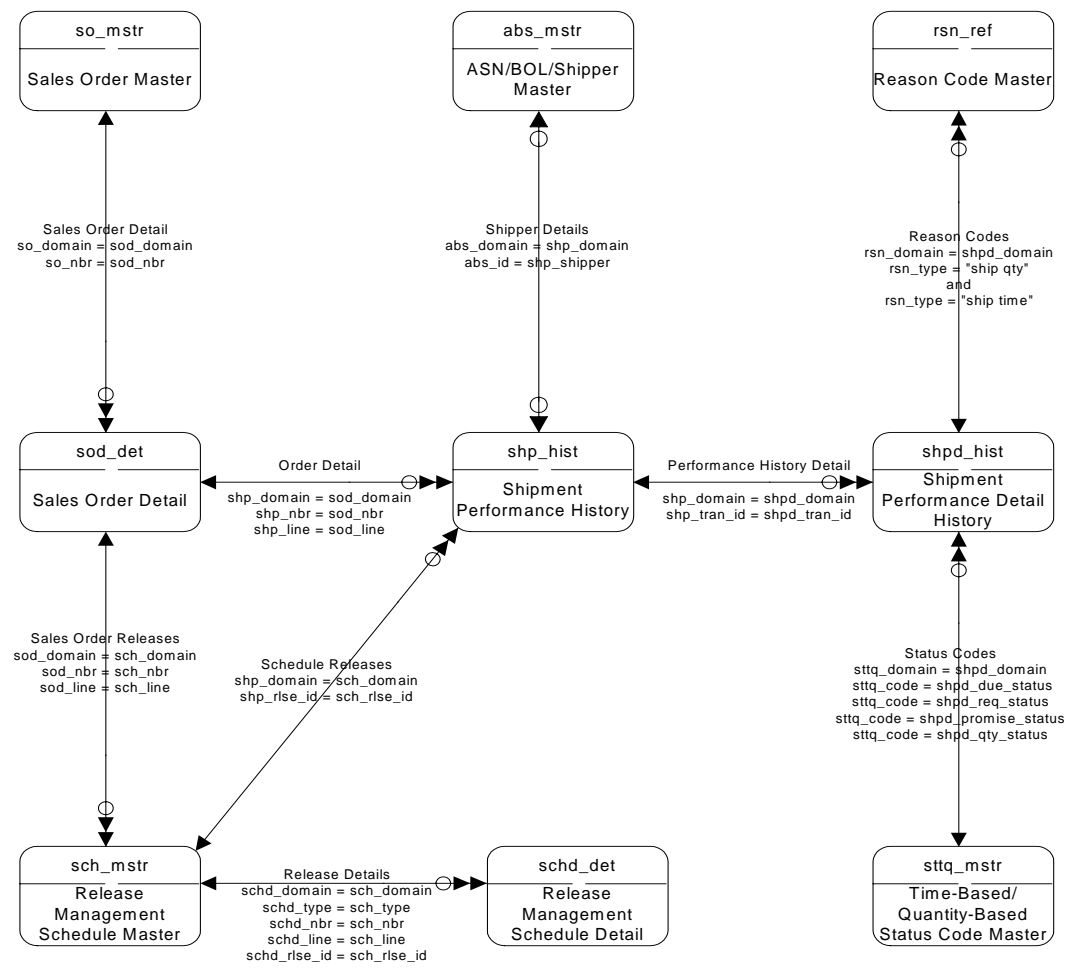 so_mstr
Sales Order Master
abs_mstr
ASN/BOL/Shipper
Master
rsn_ref
Reason Code Master
Sales Order Detail
so_domain = sod_domain
so_nbr = sod_nbr
Shipper Details
abs_domain = shp_domain
abs_id = shp_shipper
Reason Codes
rsn_domain = shpd_domain
rsn_type = "ship qty"
and
rsn_type = "ship time"
sod_det
Sales Order Detail
Order Detail
shp_domain = sod_domain
shp_nbr = sod_nbr
shp_line = sod_line
shp_hist
Shipment
Performance History
Performance History Detail
shp_domain = shpd_domain
shp_tran_id = shpd_tran_id
shpd_hist
Shipment
Performance Detail
History
Sales Order Releases
sod_domain = sch_domain
sod_nbr = sch_nbr
sod_line = sch_line
Schedule Releases
shp_domain = sch_domain
shp_rlse_id = sch_rlse_id
Status Codes
sttq_domain = shpd_domain
sttq_code = shpd_due_status
sttq_code = shpd_req_status
sttq_code = shpd_promise_status
sttq_code = shpd_qty_status
sch_mstr
Release
Management
Schedule Master
Release Details
schd_domain = sch_domain
schd_type = sch_type
schd_nbr = sch_nbr
schd_line = sch_line
schd_rlse_id = sch_rlse_id
schd_det
Release
Management
Schedule Detail
sttq_mstr
Time-Based/
Quantity-Based
Status Code Master